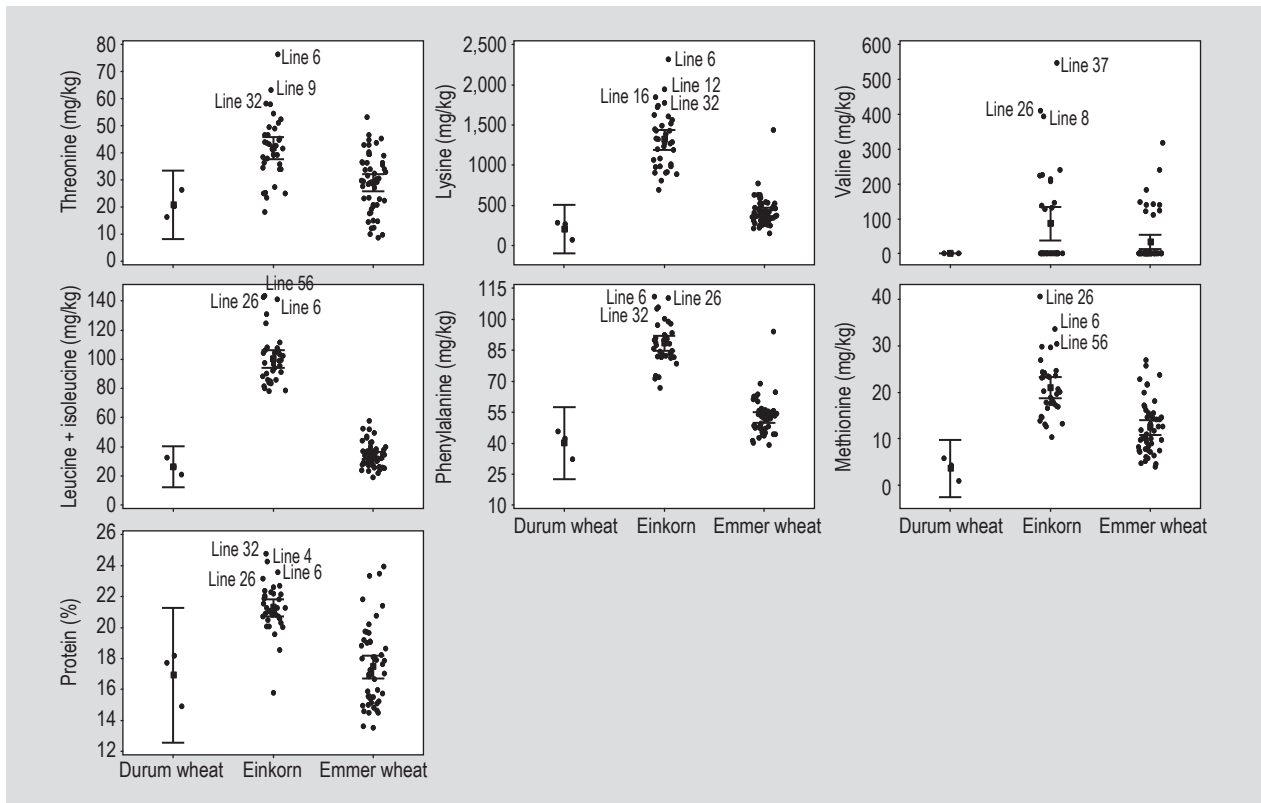 Threonine (mg/kg)
80
70
60
50
40
30
20
10
0
Line 6
Line 9
Line 32
Lysine (mg/kg)
2,500
2,000
1,500
1000
500
0
Line 6
Line 12
Line 16
Line 32
Valine (mg/kg)
600
500
400
300
200
100
0
Line 37
Line 26
Line 8
Leucine + isoleucine (mg/kg)
140
120
100
80
60
40
20
0
Line 56
Line 26
Line 6
Phenylalanine (mg/kg)
115
100
85
70
55
40
25
10
Line 6
Line 26
Line 32
Durum wheat Einkorn Emmer wheat
Methionine (mg/kg)
40
30
20
10
0
Line 26
Line 6
Line 56
Durum wheat Einkorn Emmer wheat
Protein (%)
26
24
22
20
18
16
14
12
Line 32
Line 4
Line 26
Line 6
Durum wheat Einkorn Emmer wheat